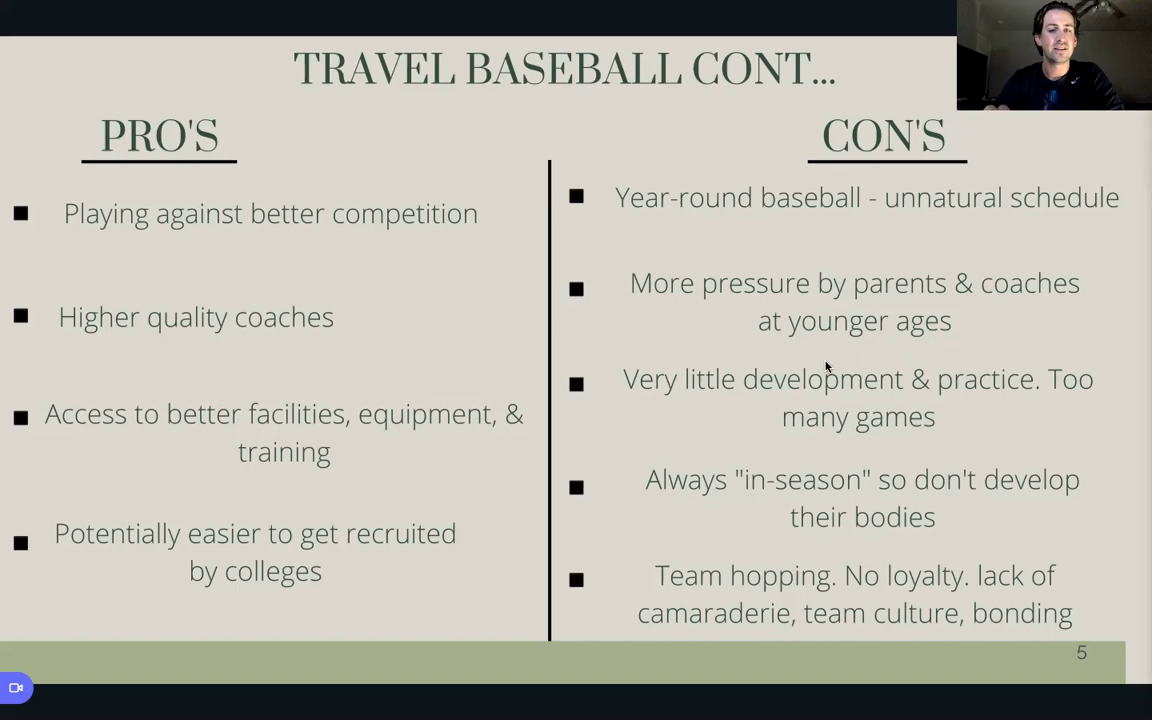 TRAVEL BASEBALL CONT...
PRO'S
Playing against better competition
Higher quality coaches
Access to better facilities, equipment, &
training
Potentially easier to get recruited
by colleges
CON'S
Year-round baseball - unnatural schedule
More pressure by parents & coaches
at younger ages
Very little development & practice. Too
many games
Always "in-season" so don't develop
their bodies
Team hopping. No loyalty. lack of
camaraderie, team culture, bonding
5